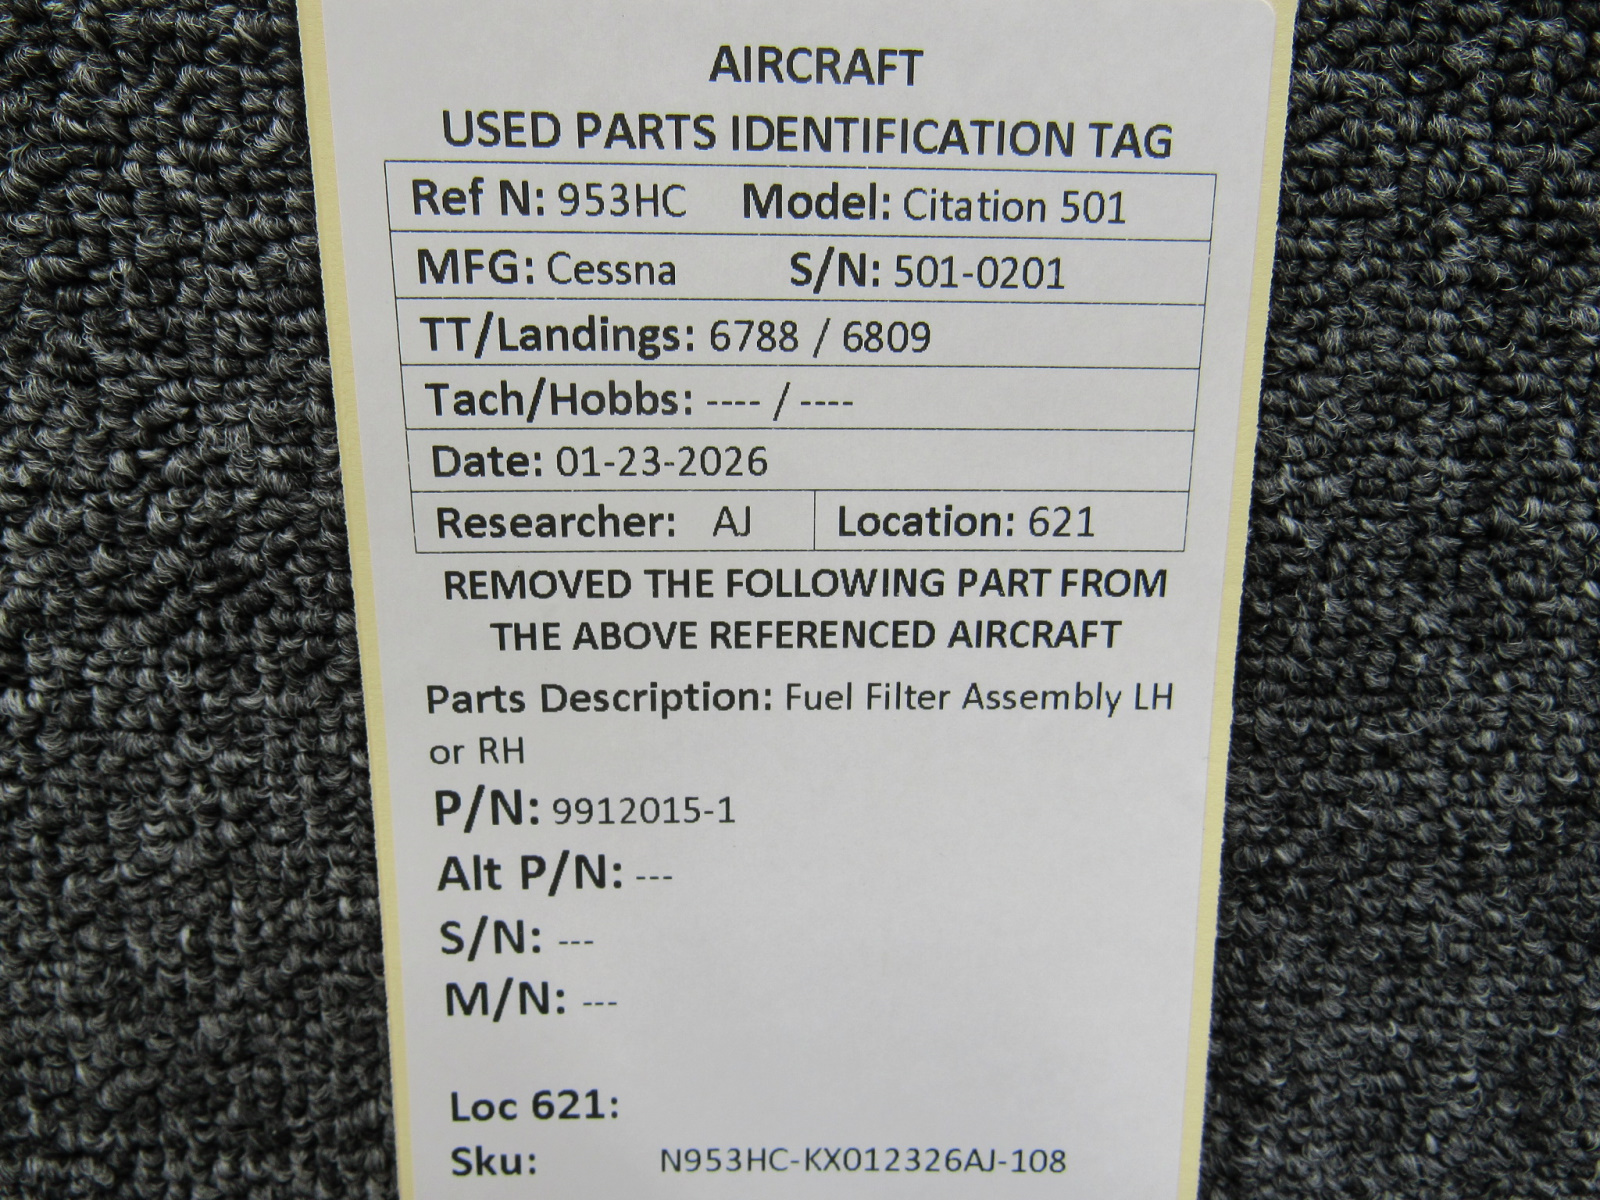 AIRCRAFT
USED PARTS IDENTIFICATION TAG
Ref N: 953HC Model: Citation 501
MFG: Cessna S/N: 501-0201
TT/Landings: 6788 / 6809
Tach/Hobbs: ---- / ----
Date: 01-23-2026
Researcher: AJ Location: 621
REMOVED THE FOLLOWING PART FROM
THE ABOVE REFERENCED AIRCRAFT
Parts Description: Fuel Filter Assembly LH
or RH
P/N: 9912015-1
Alt P/N: ---
S/N: ---
M/N: ---
Loc 621:
Sku: N953HC-KX012326AJ-108